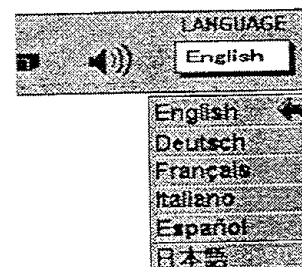 LANGUAGE
English
English
Deutsch
Français
Italiano
Español
日本語